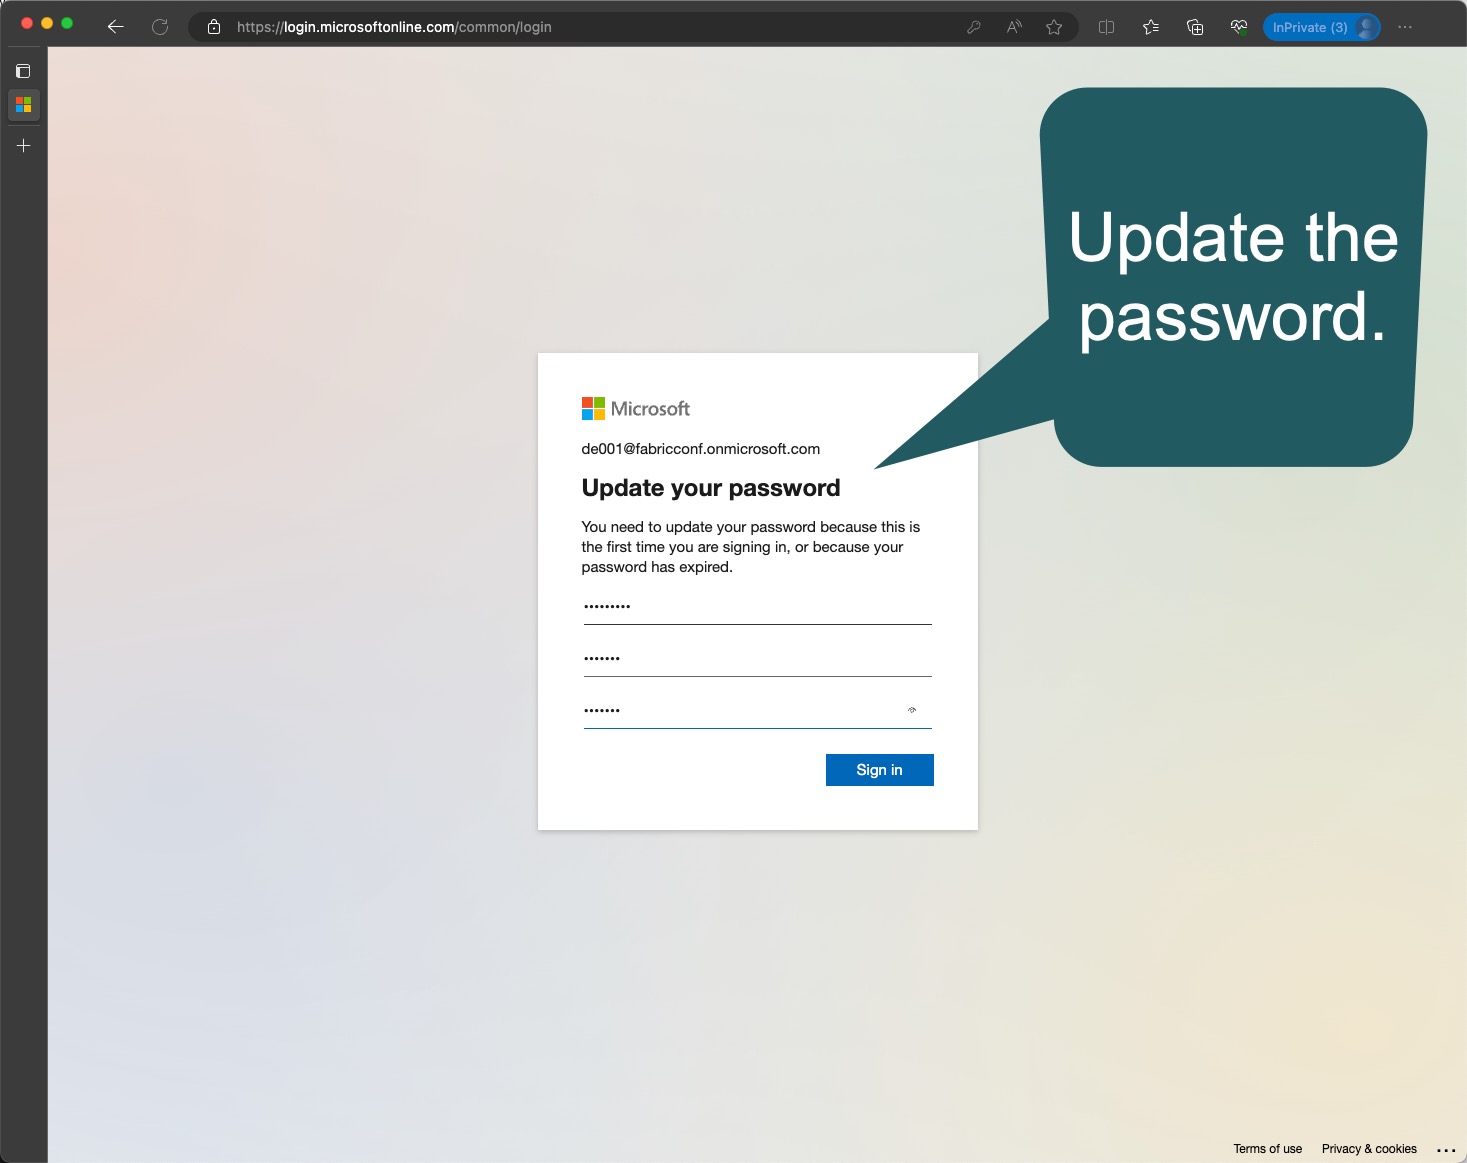 https://login.microsoftonline.com/common/login
InPrivate (3)
Update the
password.
Microsoft
de001@fabricconf.onmicrosoft.com
Update your password
You need to update your password because this is
the first time you are signing in, or because your
password has expired.
•••••••••
•••••••
•••••••
Sign in
Terms of use Privacy & cookies ...